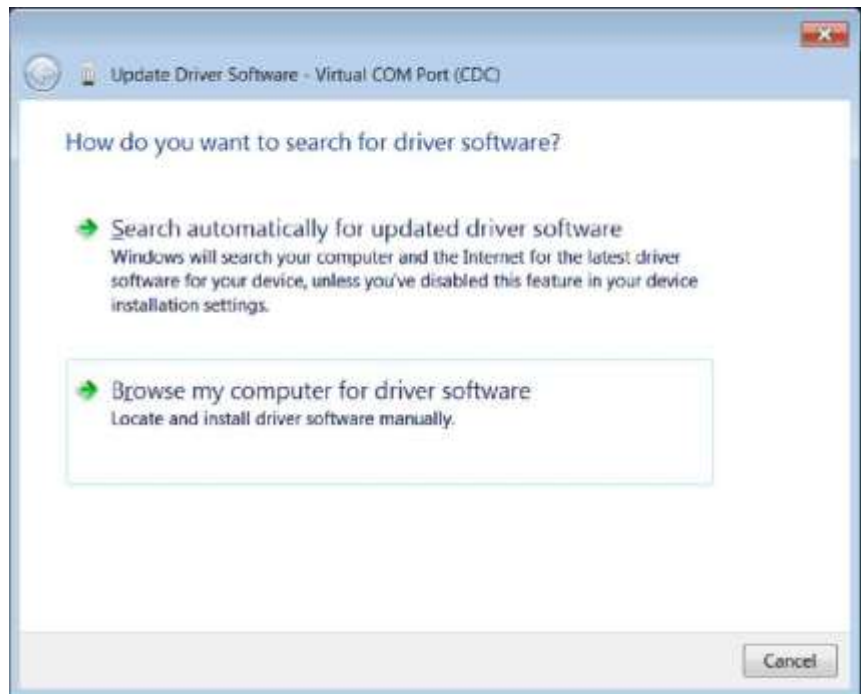 Update Driver Software - Virtual COM Port (CDC)
How do you want to search for driver software?
Search automatically for updated driver software
Windows will search your computer and the Internet for the latest driver
software for your device, unless you've disabled this feature in your device
installation settings.
Browse my computer for driver software
Locate and install driver software manually.
Cancel